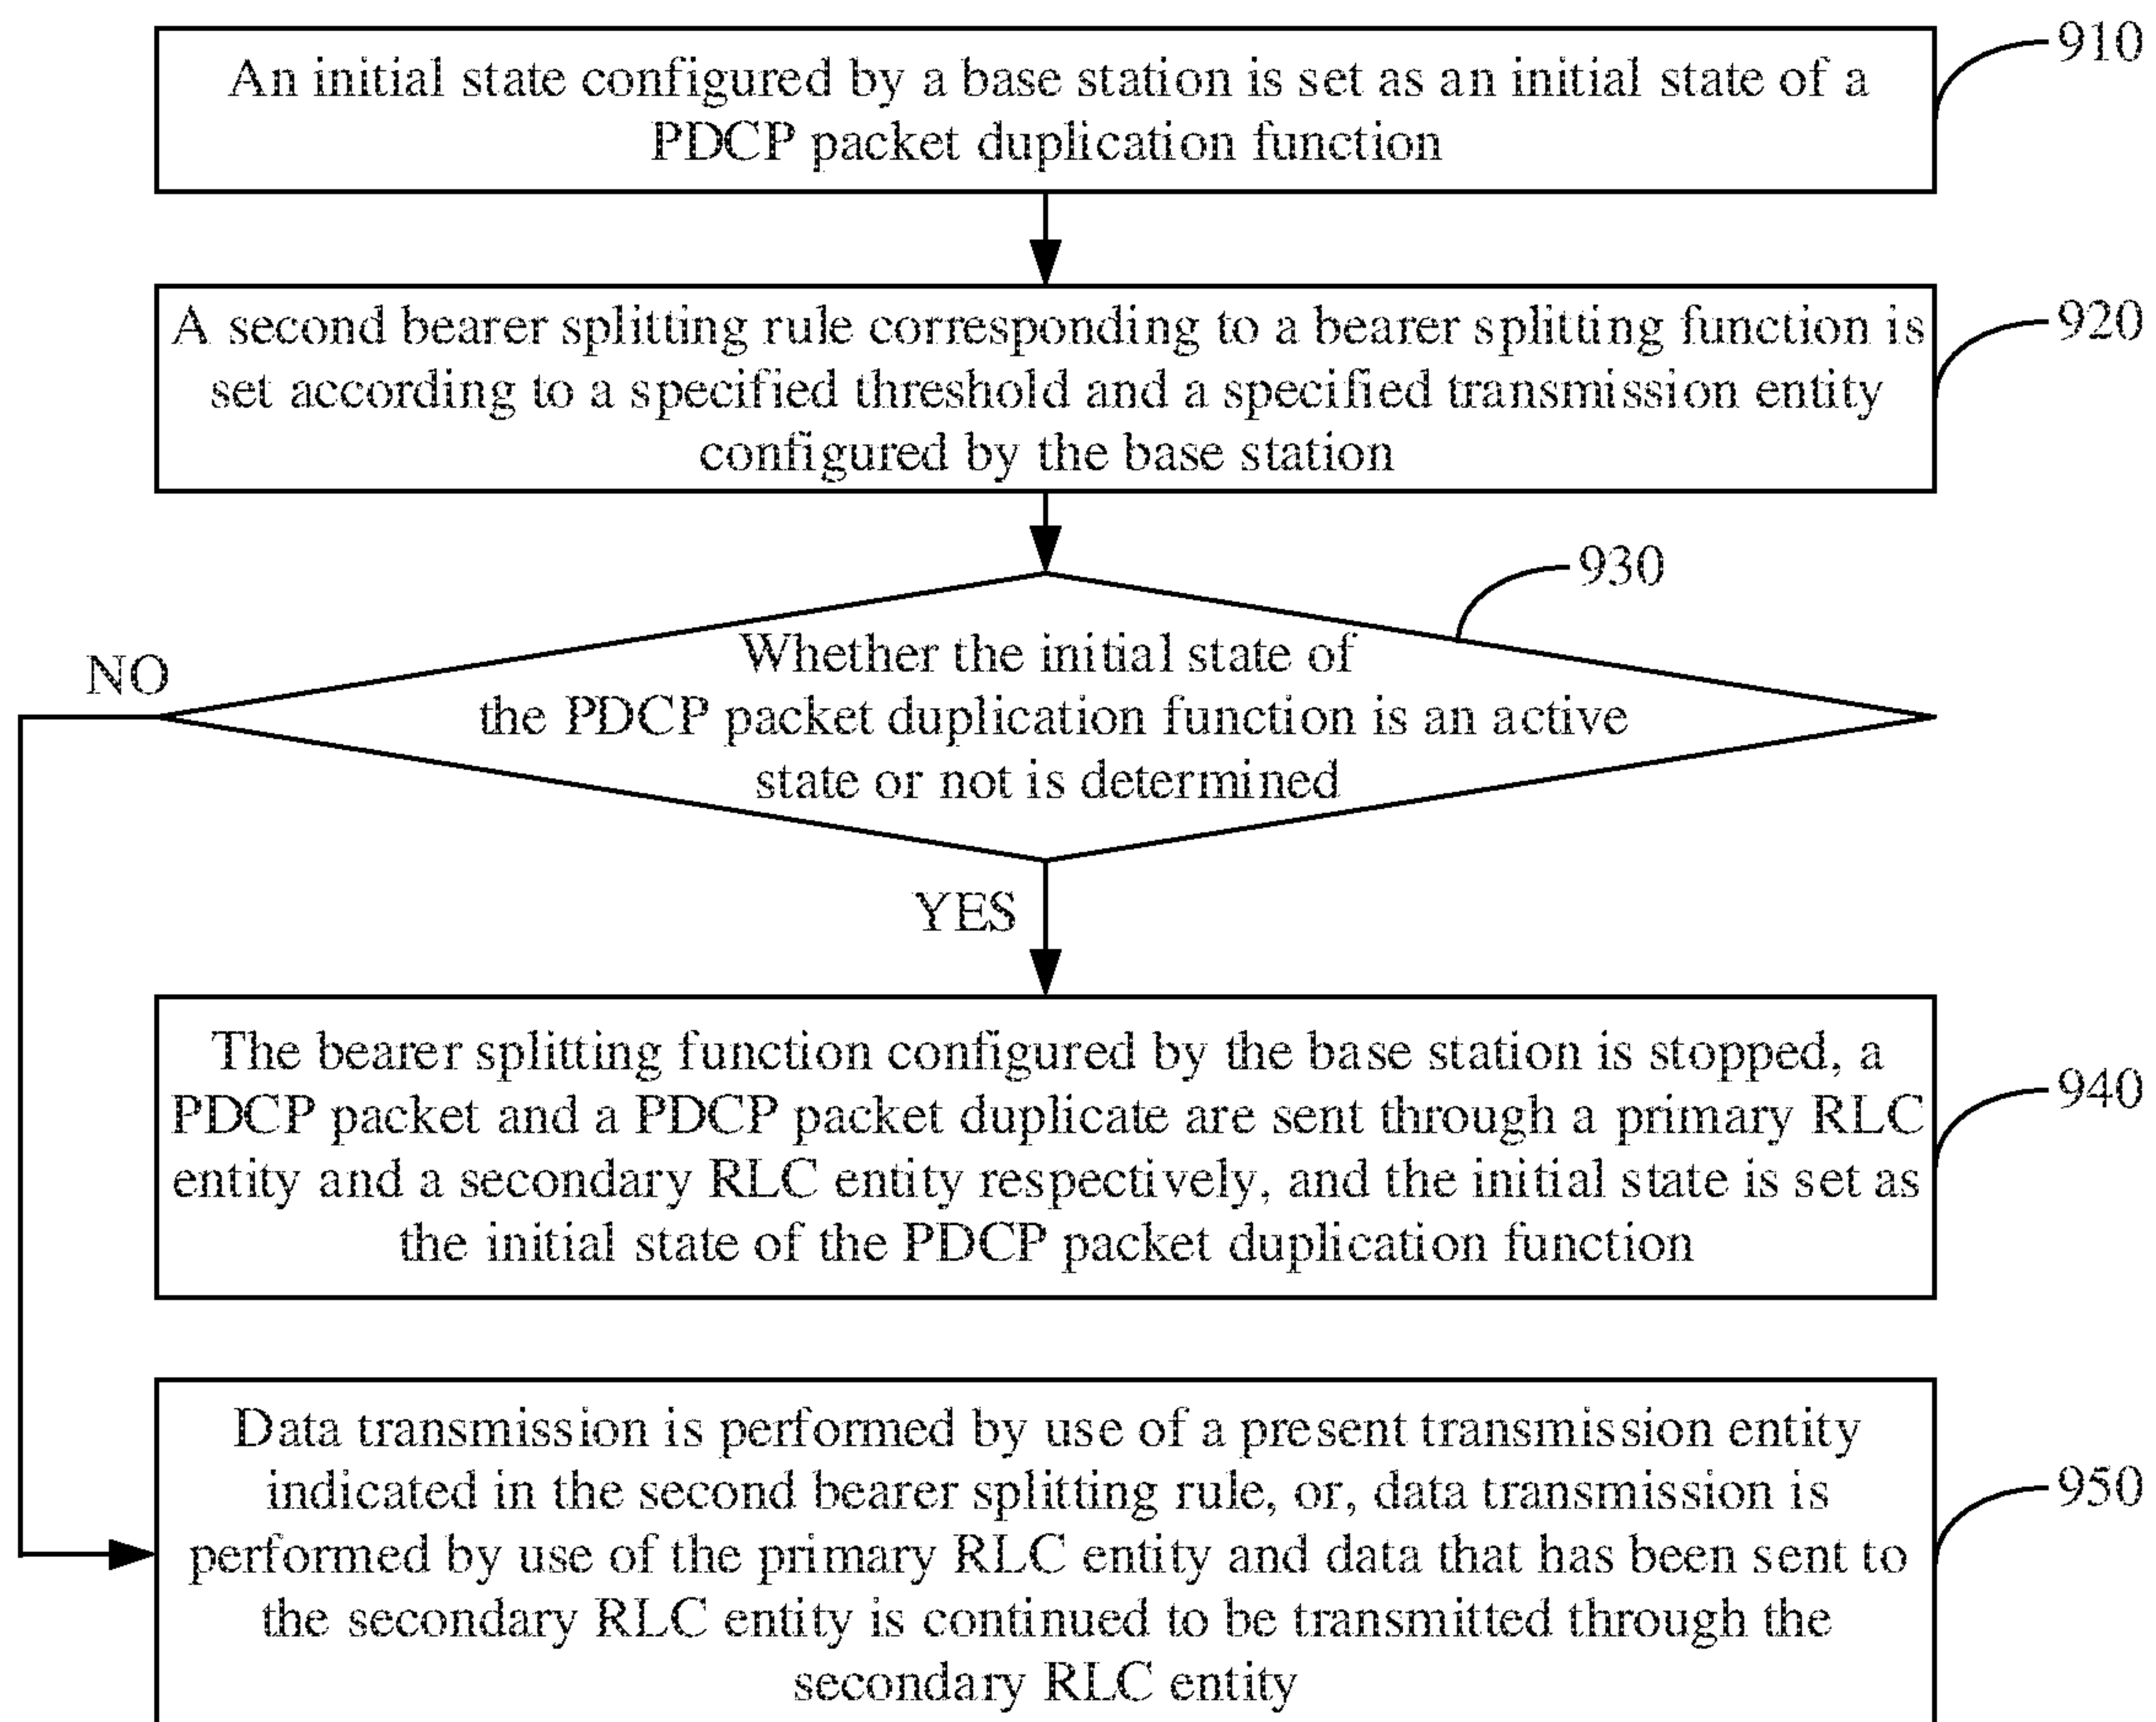 An initial state configured by a base station is set as an initial state of a
PDCP packet duplication function
910
A second bearer splitting rule corresponding to a bearer splitting function is
set according to a specified threshold and a specified transmission entity
configured by the base station
920
930
Whether the initial state of
the PDCP packet duplication function is an active
state or not is determined
NO
YES
The bearer splitting function configured by the base station is stopped, a
PDCP packet and a PDCP packet duplicate are sent through a primary RLC
entity and a secondary RLC entity respectively, and the initial state is set as
the initial state of the PDCP packet duplication function
940
Data transmission is performed by use of a present transmission entity
indicated in the second bearer splitting rule, or, data transmission is
performed by use of the primary RLC entity and data that has been sent to
the secondary RLC entity is continued to be transmitted through the
secondary RLC entity
950